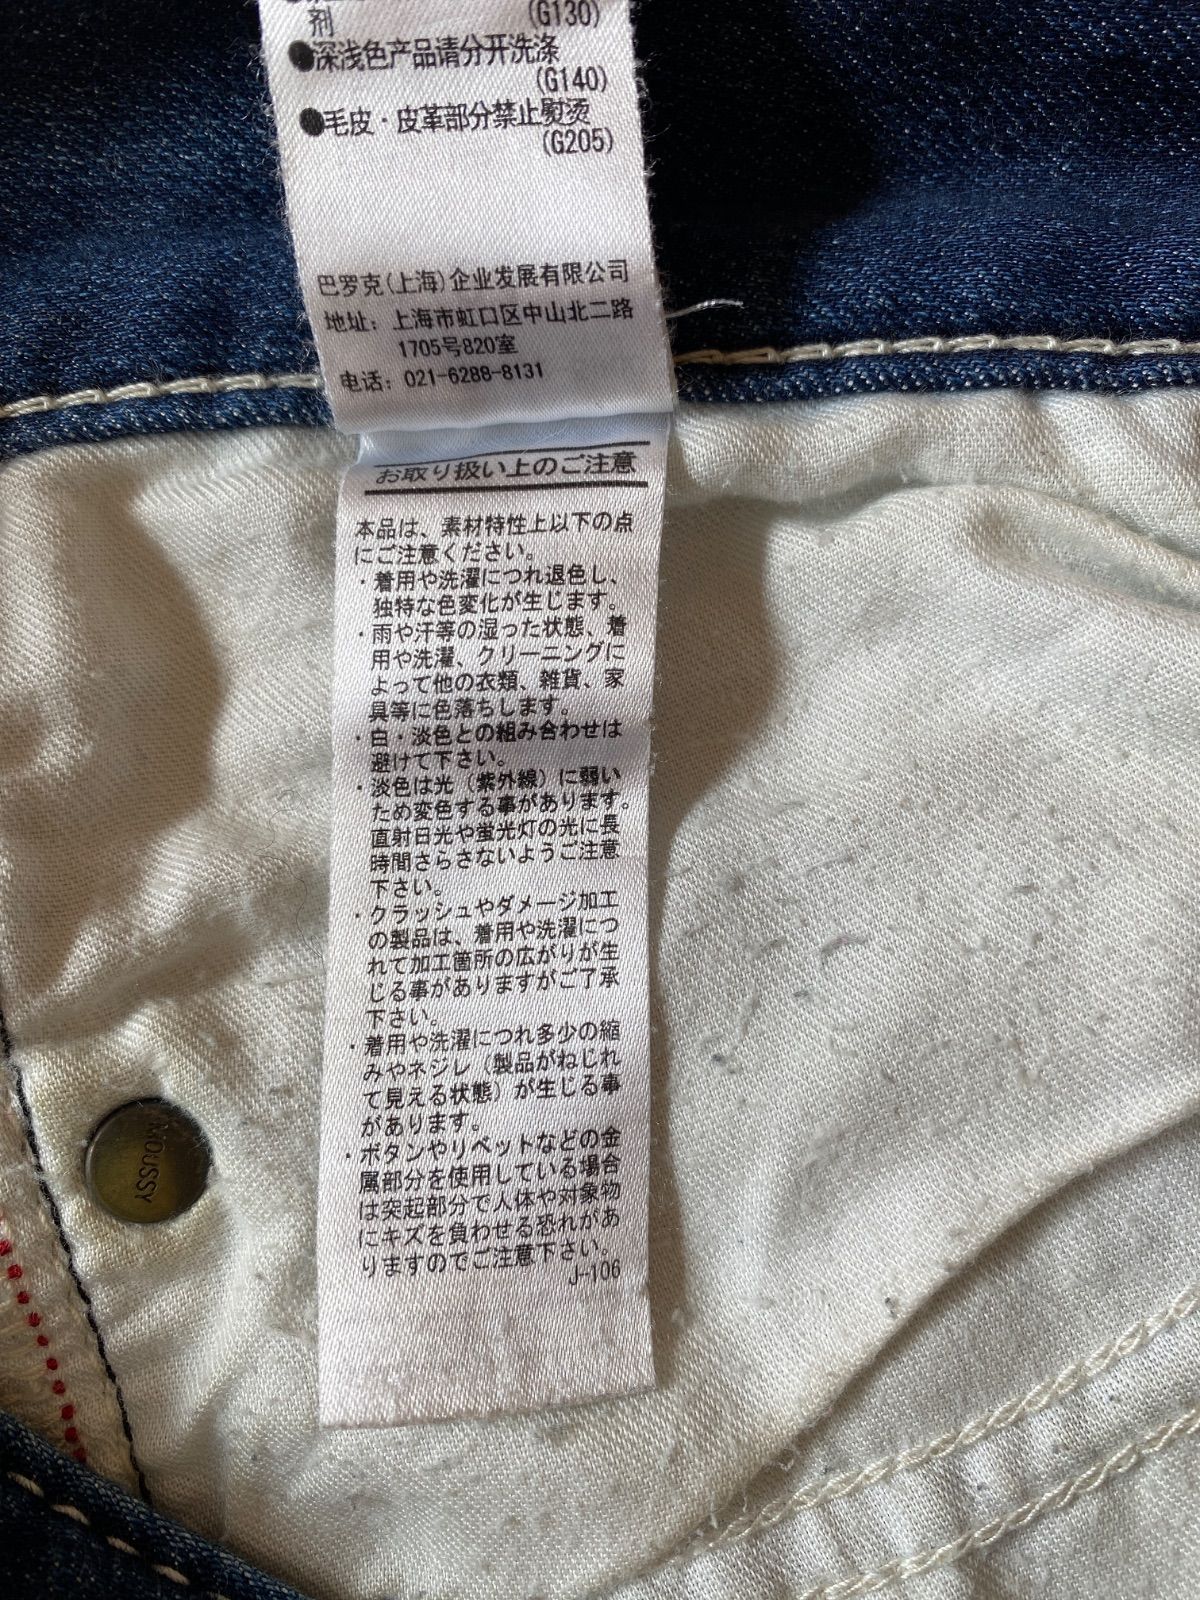 剂
(G130)
●深浅色产品请分开洗涤
(G140)
●毛皮・皮革部分禁止熨烫
(G205)
巴罗克(上海)企业发展有限公司
地址: 上海市虹口区中山北二路
1705号820室
电话: 021-6288-8131
お取り扱い上のご注意
本品は、素材特性上以下の点
にご注意ください。
・着用や洗濯につれ退色し、
独特な色変化が生じます。
・雨や汗等の湿った状態、着
用や洗濯、クリーニングに
よって他の衣類、雑貨、家
具等に色落ちします。
・白・淡色との組み合わせは
避けて下さい。
・淡色は光（紫外線）に弱い
ため変色する事があります。
直射日光や蛍光灯の光に長
時間さらさないようご注意
下さい。
・クラッシュやダメージ加工
の製品は、着用や洗濯につ
れて加工箇所の広がりが生
じる事がありますがご了承
下さい。
・着用や洗濯につれ多少の縮
みやネジレ（製品がねじれ
て見える状態）が生じる事
があります。
・ボタンやリベットなどの金
属部分を使用している場合
は突起部分で人体や対象物
にキズを負わせる恐れがあ
りますのでご注意下さい。
J-106
MOUSSY